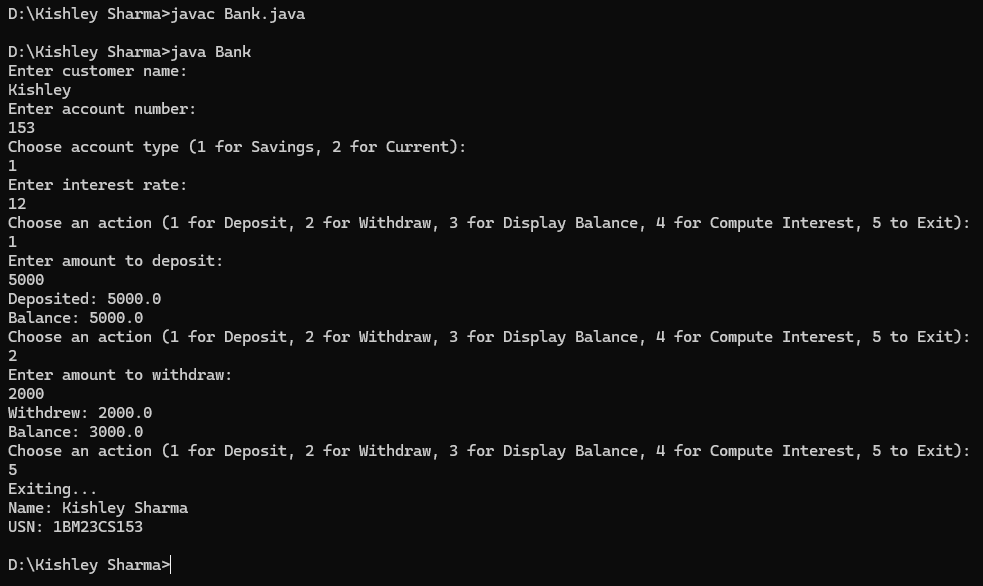 D:\Kishley Sharma>javac Bank.java
D:\Kishley Sharma>java Bank
Enter customer name:
Kishley
Enter account number:
153
Choose account type (1 for Savings, 2 for Current):
1
Enter interest rate:
12
Choose an action (1 for Deposit, 2 for Withdraw, 3 for Display Balance, 4 for Compute Interest, 5 to Exit):
1
Enter amount to deposit:
5000
Deposited: 5000.0
Balance: 5000.0
Choose an action (1 for Deposit, 2 for Withdraw, 3 for Display Balance, 4 for Compute Interest, 5 to Exit):
2
Enter amount to withdraw:
2000
Withdrew: 2000.0
Balance: 3000.0
Choose an action (1 for Deposit, 2 for Withdraw, 3 for Display Balance, 4 for Compute Interest, 5 to Exit):
5
Exiting...
Name: Kishley Sharma
USN: 1BM23CS153
D:\Kishley Sharma>